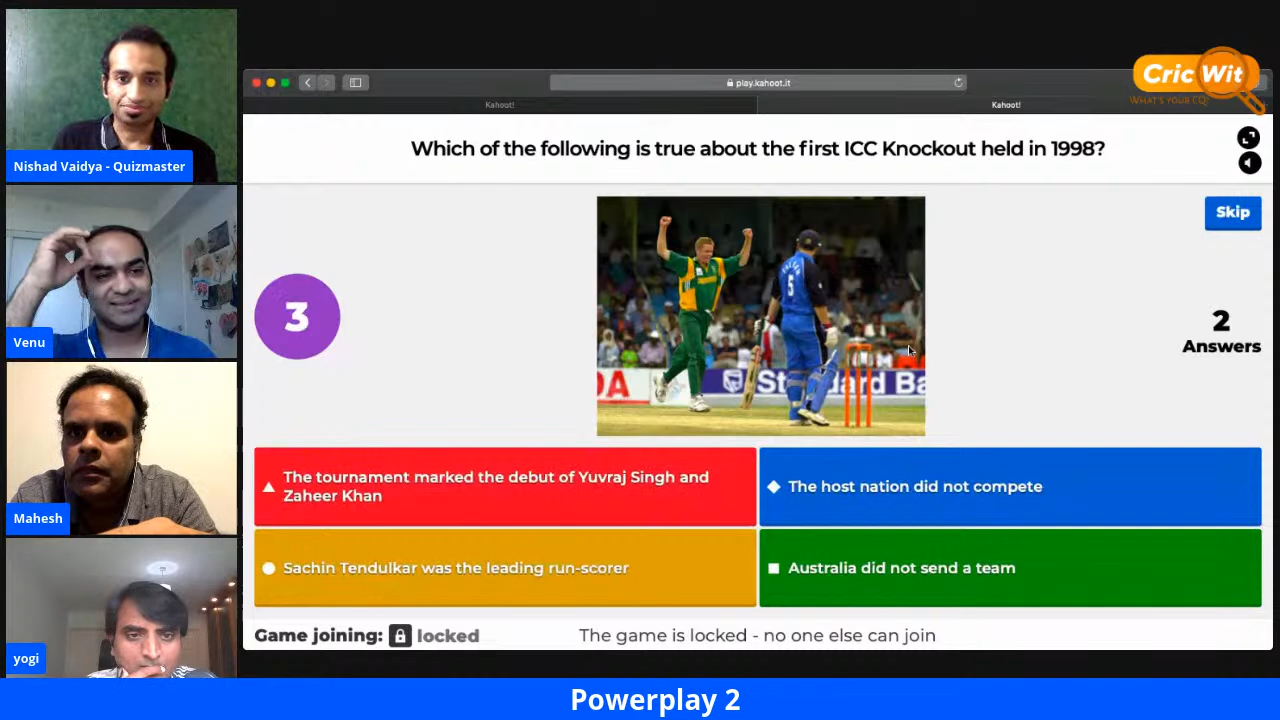 Nishad Vaidya - Quizmaster
Venu
Mahesh
yogi
play.kahoot.it
Kahoot!
Kahoot!
Cric Wit
WHAT'S YOUR CQ?
Which of the following is true about the first ICC Knockout held in 1998?
Skip
3
5
Standard Ba
2
Answers
The tournament marked the debut of Yuvraj Singh and
Zaheer Khan
The host nation did not compete
Sachin Tendulkar was the leading run-scorer
Australia did not send a team
Game joining: locked
The game is locked - no one else can join
Powerplay 2